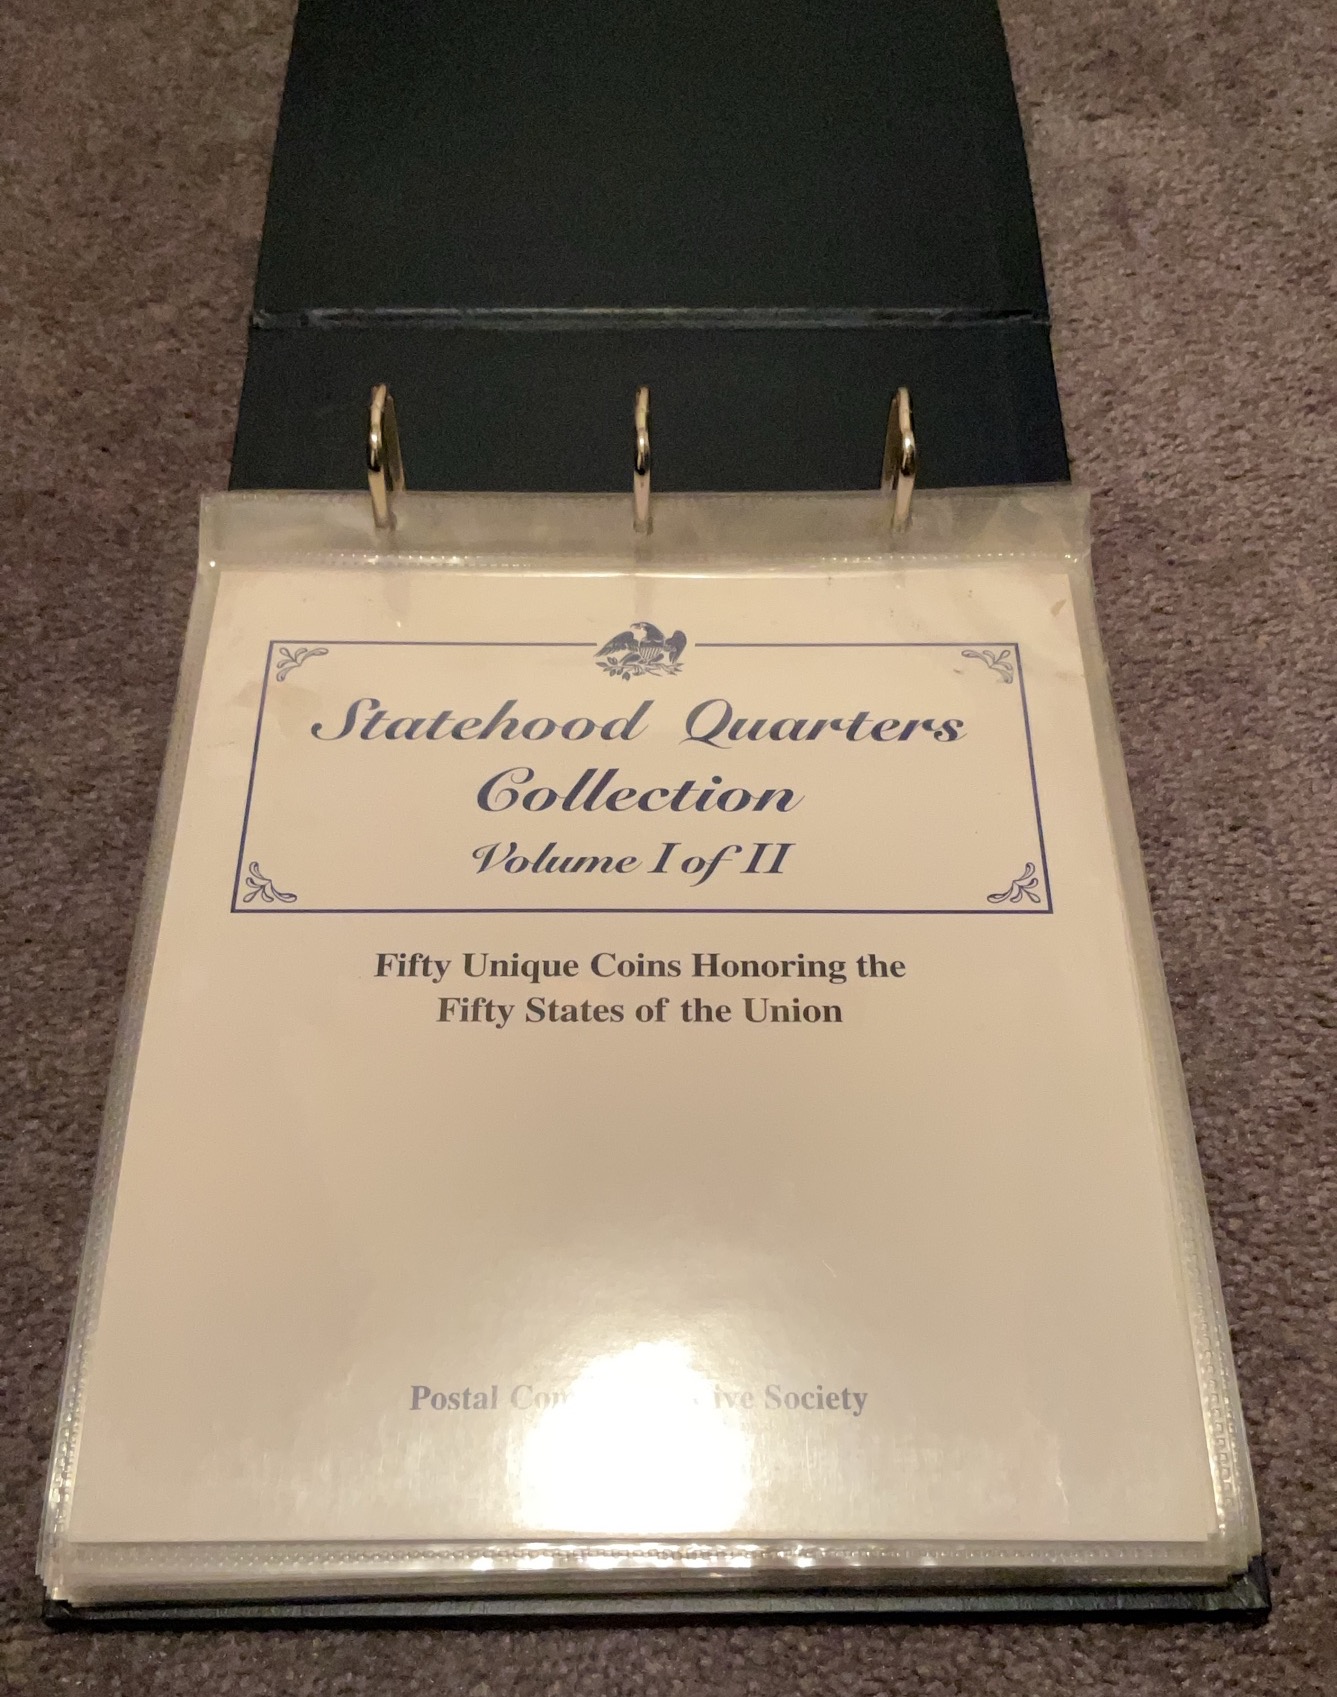 Statehood Quarters
Collection
Volume I of II
Fifty Unique Coins Honoring the
Fifty States of the Union
Postal Society